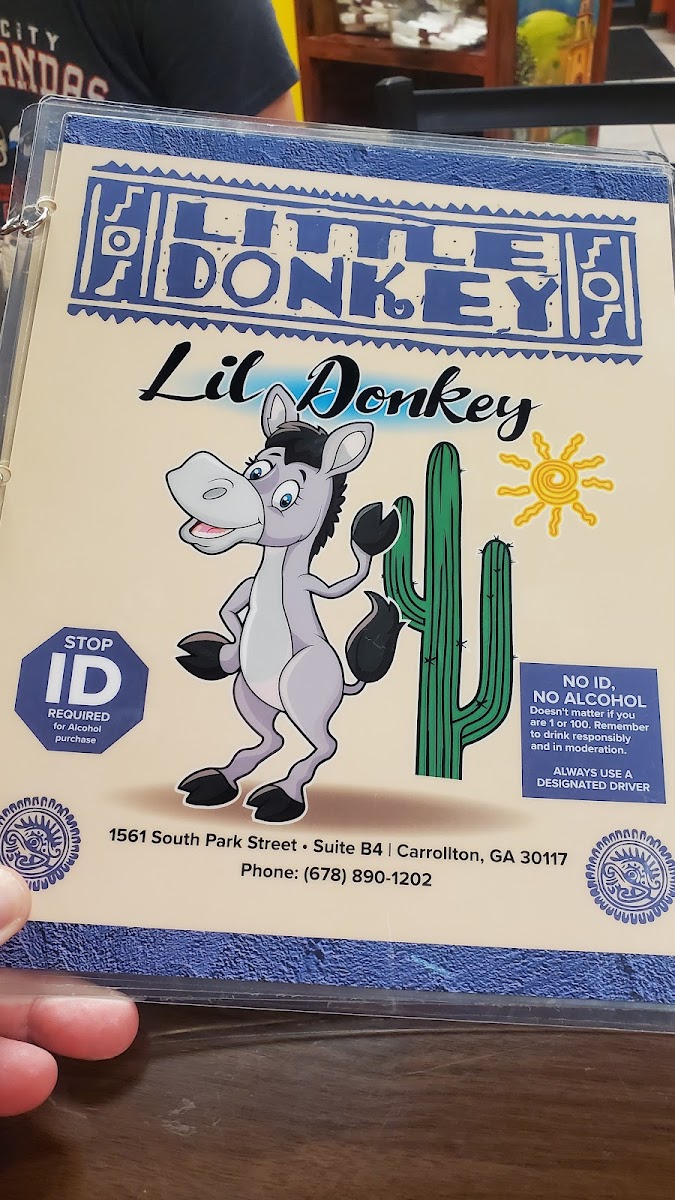 CITY
LITTLE
DONKEY
Lil Donkey
STOP
ID
REQUIRED
for Alcohol
purchase
NO ID,
NO ALCOHOL
Doesn't matter if you
are 1 or 100. Remember
to drink responsibly
and in moderation.
ALWAYS USE A
DESIGNATED DRIVER
1561 South Park Street • Suite B4 | Carrollton, GA 30117
Phone: (678) 890-1202